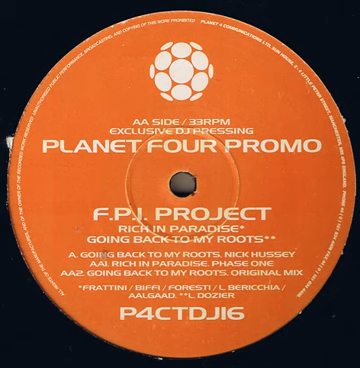 AA SIDE / 33RPM
EXCLUSIVE DJ PRESSING
PLANET FOUR PROMO
F.P.I. PROJECT
RICH IN PARADISE*
GOING BACK TO MY ROOTS**
A. GOING BACK TO MY ROOTS. NICK HUSSEY
AA1. RICH IN PARADISE. PHASE ONE
AA2. GOING BACK TO MY ROOTS. ORIGINAL MIX
*FRATTINI / BIFFI / FORESTI / L. BERICCHIA /
AALGAAD. **L. DOZIER
P4CTDJ16